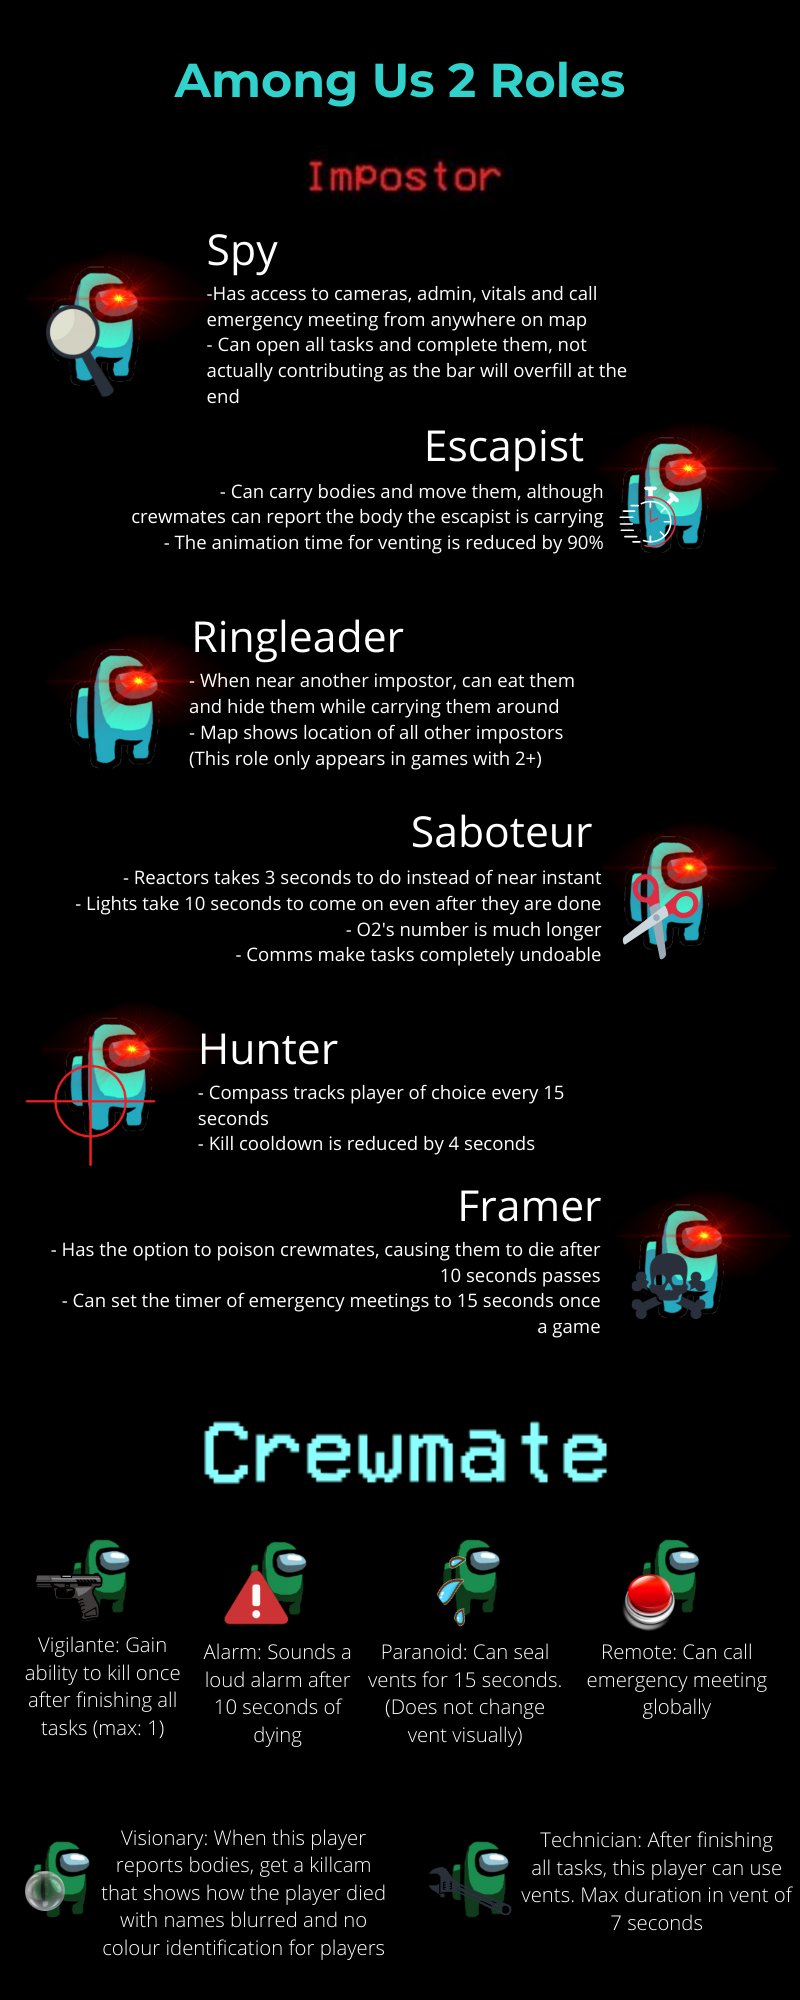 Among Us 2 Roles
Impostor
Spy
-Has access to cameras, admin, vitals and call
emergency meeting from anywhere on map
- Can open all tasks and complete them, not
actually contributing as the bar will overfill at the
end
Escapist
- Can carry bodies and move them, although
crewmates can report the body the escapist is carrying
- The animation time for venting is reduced by 90%
Ringleader
- When near another impostor, can eat them
and hide them while carrying them around
- Map shows location of all other impostors
(This role only appears in games with 2+)
Saboteur
- Reactors takes 3 seconds to do instead of near instant
- Lights take 10 seconds to come on even after they are done
- O2's number is much longer
- Comms make tasks completely undoable
Hunter
- Compass tracks player of choice every 15
seconds
- Kill cooldown is reduced by 4 seconds
Framer
- Has the option to poison crewmates, causing them to die after
10 seconds passes
- Can set the timer of emergency meetings to 15 seconds once
a game
Crewmate
Vigilante: Gain
ability to kill once
after finishing all
tasks (max: 1)
Alarm: Sounds a
loud alarm after
10 seconds of
dying
Paranoid: Can seal
vents for 15 seconds.
(Does not change
vent visually)
Remote: Can call
emergency meeting
globally
Visionary: When this player
reports bodies, get a killcam
that shows how the player died
with names blurred and no
colour identification for players
Technician: After finishing
all tasks, this player can use
vents. Max duration in vent of
7 seconds